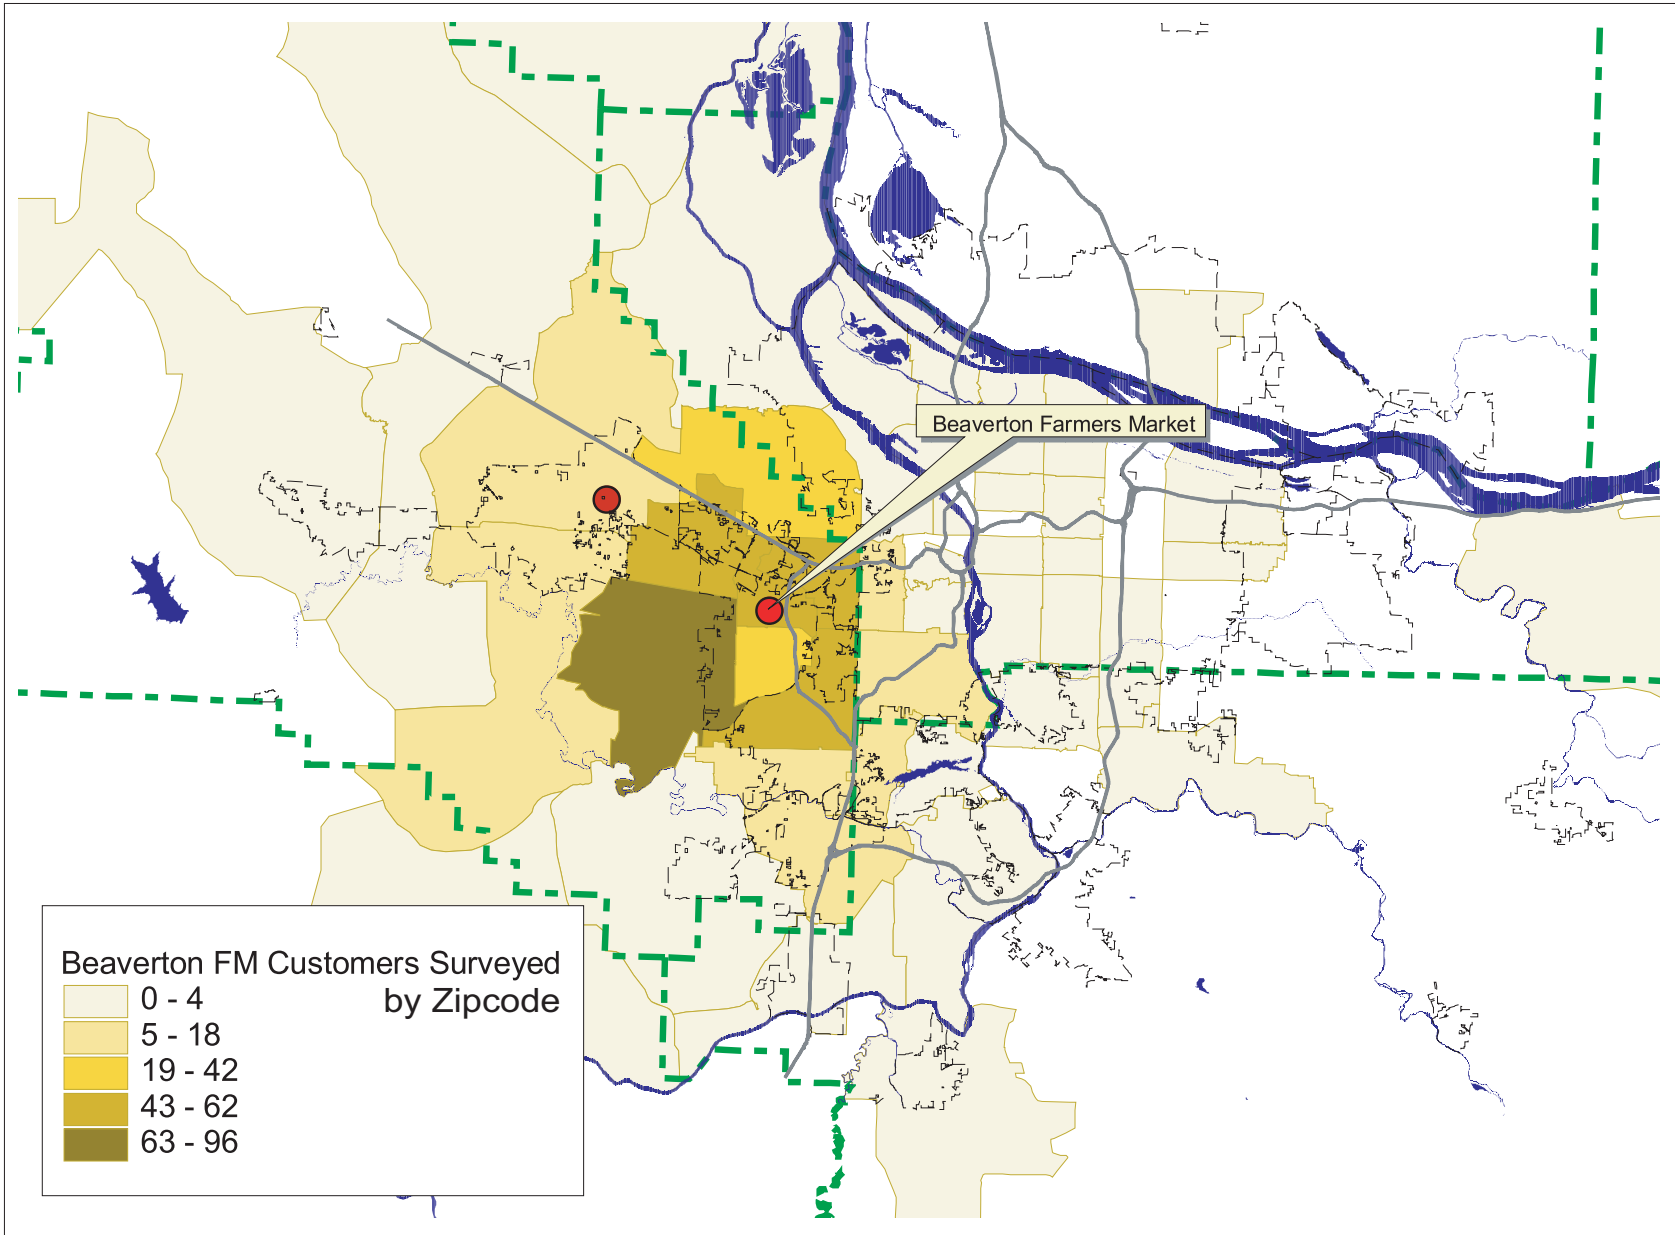 Beaverton Farmers Market
Beaverton FM Customers Surveyed
by Zipcode
0 - 4
5 - 18
19 - 42
43 - 62
63 - 96